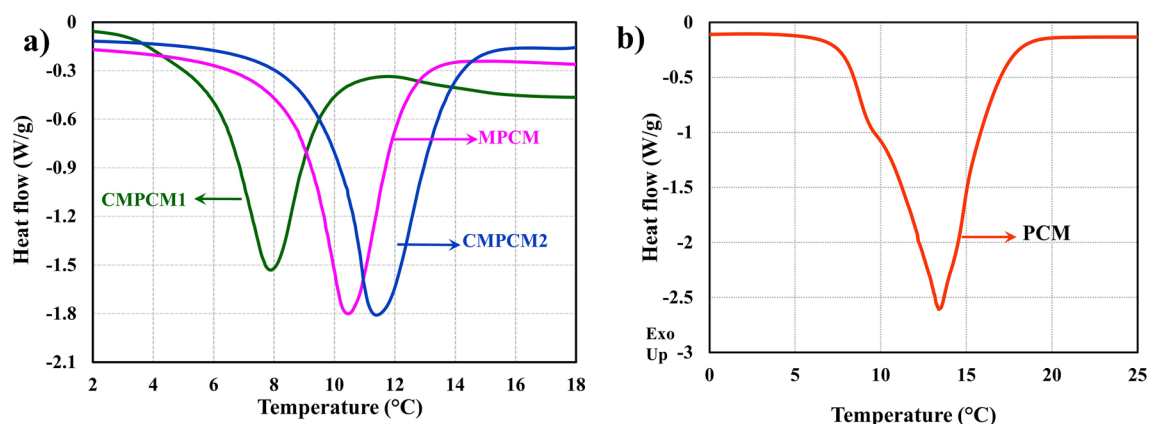 a)
Heat flow (W/g)
0
-0.3
-0.6
-0.9
-1.2
-1.5
-1.8
-2.1
MPCM
CMPCM1
CMPCM2
2 4 6 8 10 12 14 16 18
Temperature (°C)
b)
Heat flow (W/g)
0
-0.5
-1
-1.5
-2
-2.5
-3
PCM
Exo
Up
0 5 10 15 20 25
Temperature (°C)